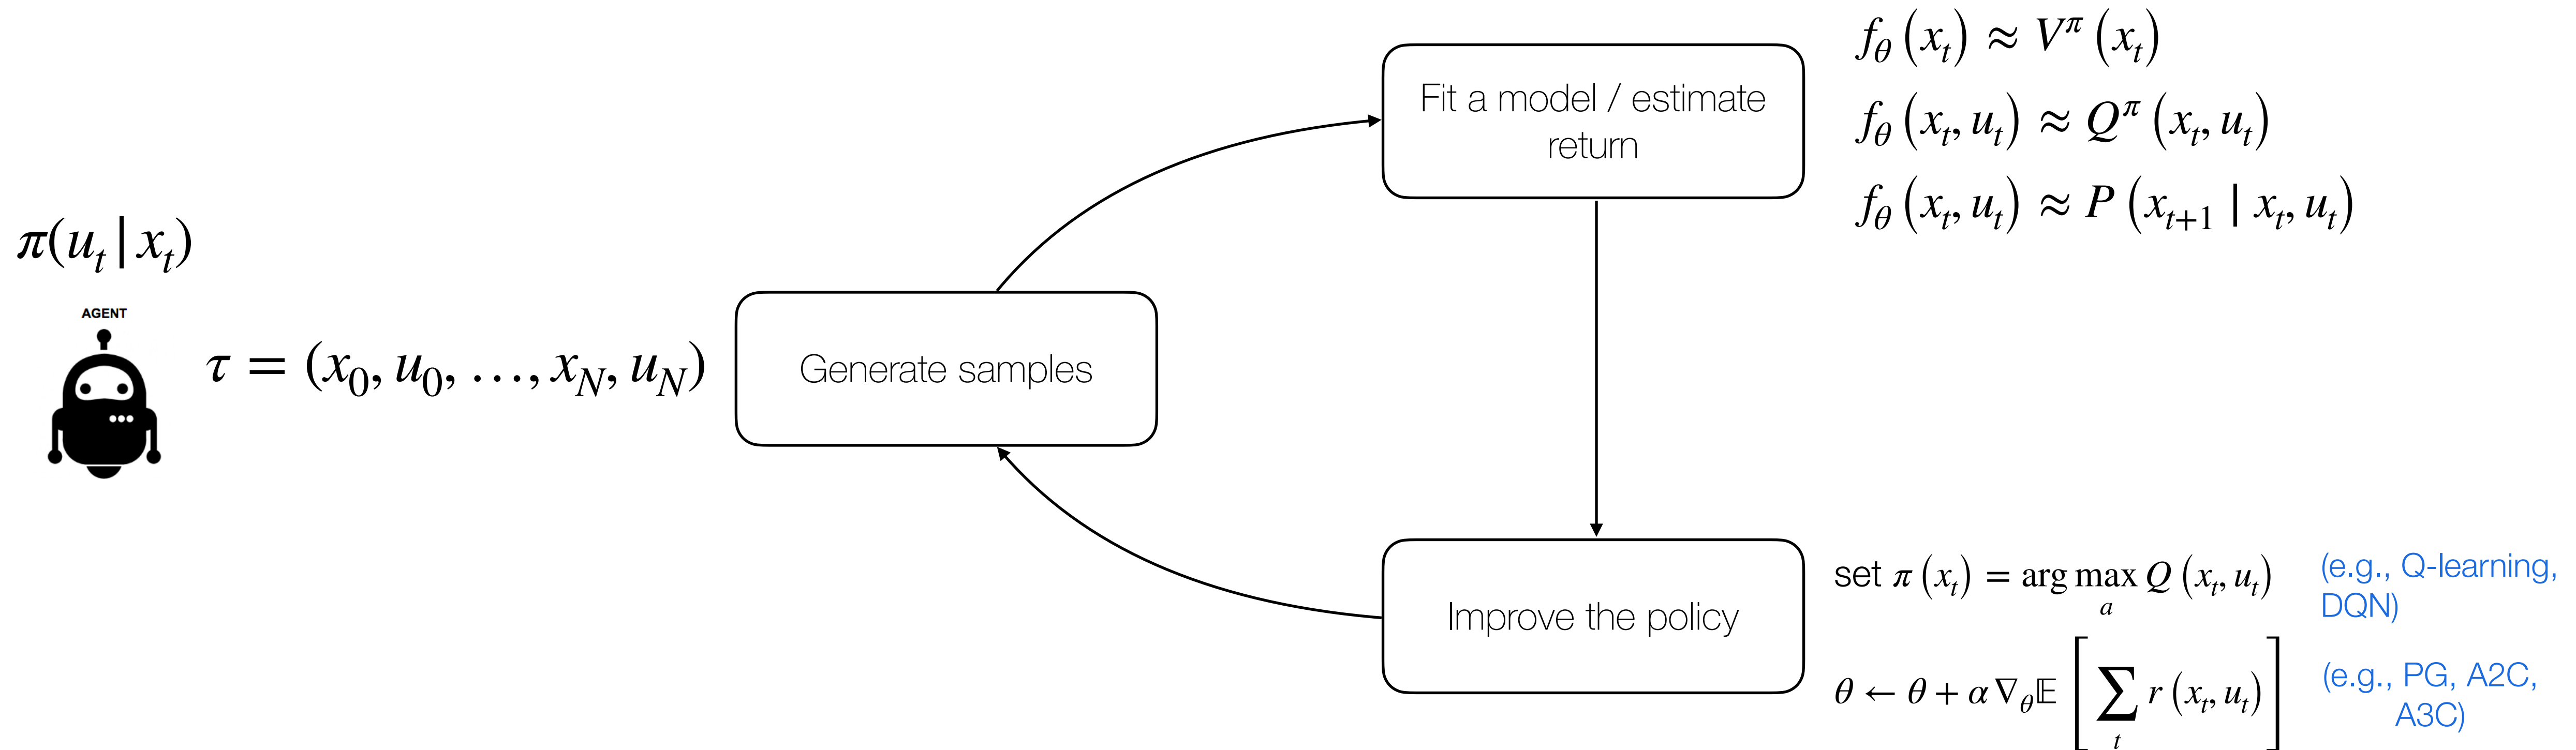 f_θ (x_t) ≈ V^π (x_t)
Fit a model / estimate
return
f_θ (x_t, u_t) ≈ Q^π (x_t, u_t)
f_θ (x_t, u_t) ≈ P (x_{t+1} | x_t, u_t)
π(u_t | x_t)
AGENT
τ = (x_0, u_0, …, x_N, u_N)
Generate samples
Improve the policy
set π (x_t) = arg max_a Q (x_t, u_t)
(e.g., Q-learning,
DQN)
θ ← θ + α ∇_θ 𝔼 [∑_t r (x_t, u_t)]
(e.g., PG, A2C,
A3C)